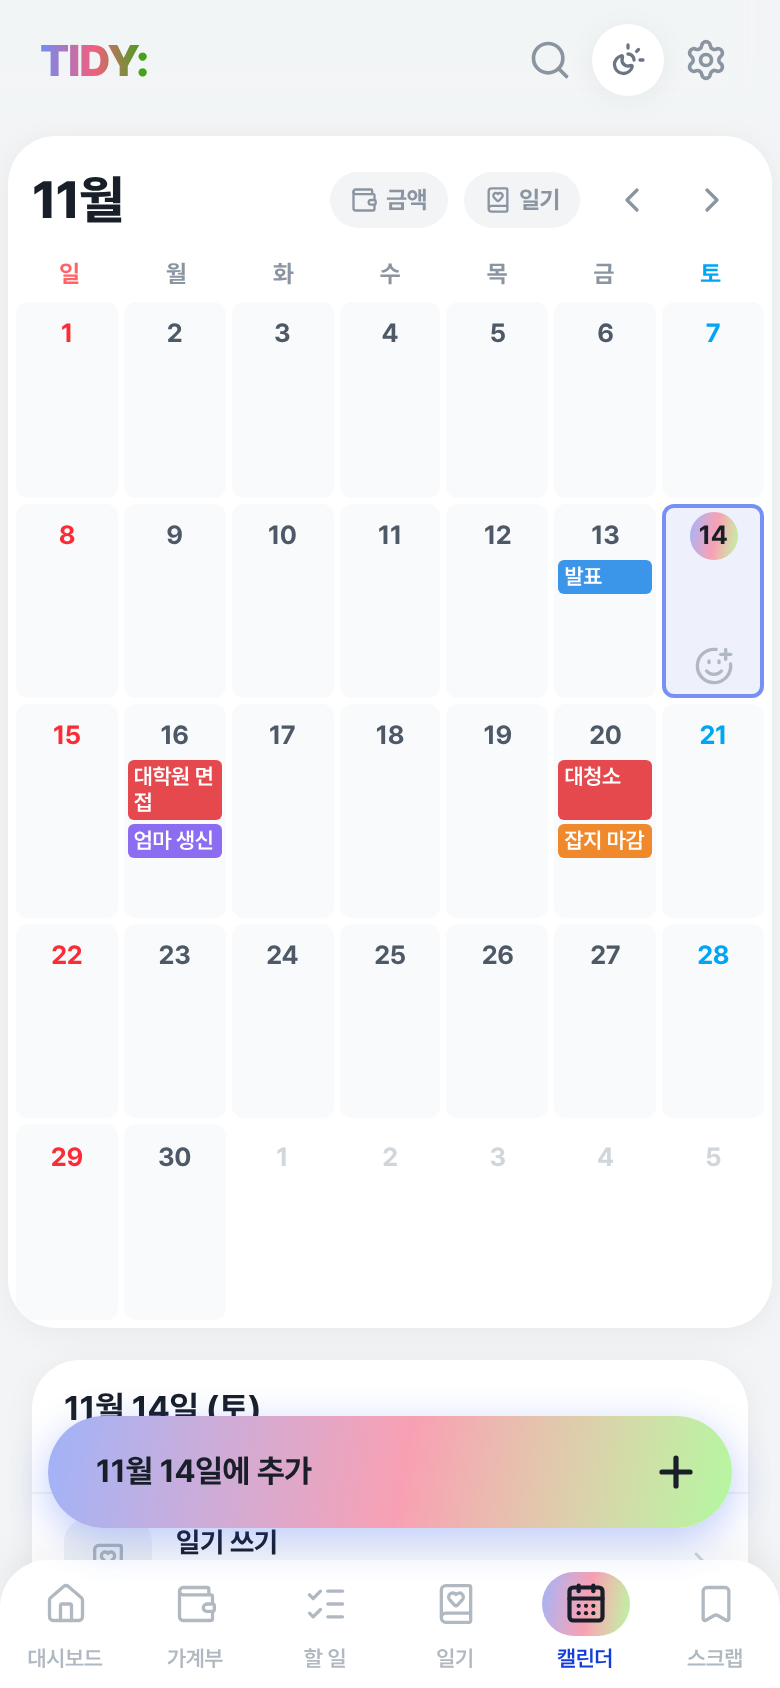 TIDY:
11월
금액
일기
일 월 화 수 목 금 토
1 2 3 4 5 6 7
8 9 10 11 12 13 14
발표
15 16 17 18 19 20 21
대학원 면
접
엄마 생신
대청소
잡지 마감
22 23 24 25 26 27 28
29 30 1 2 3 4 5
11월 14일 (토)
11월 14일에 추가
일기 쓰기
대시보드 가계부 할 일 일기 캘린더 스크랩